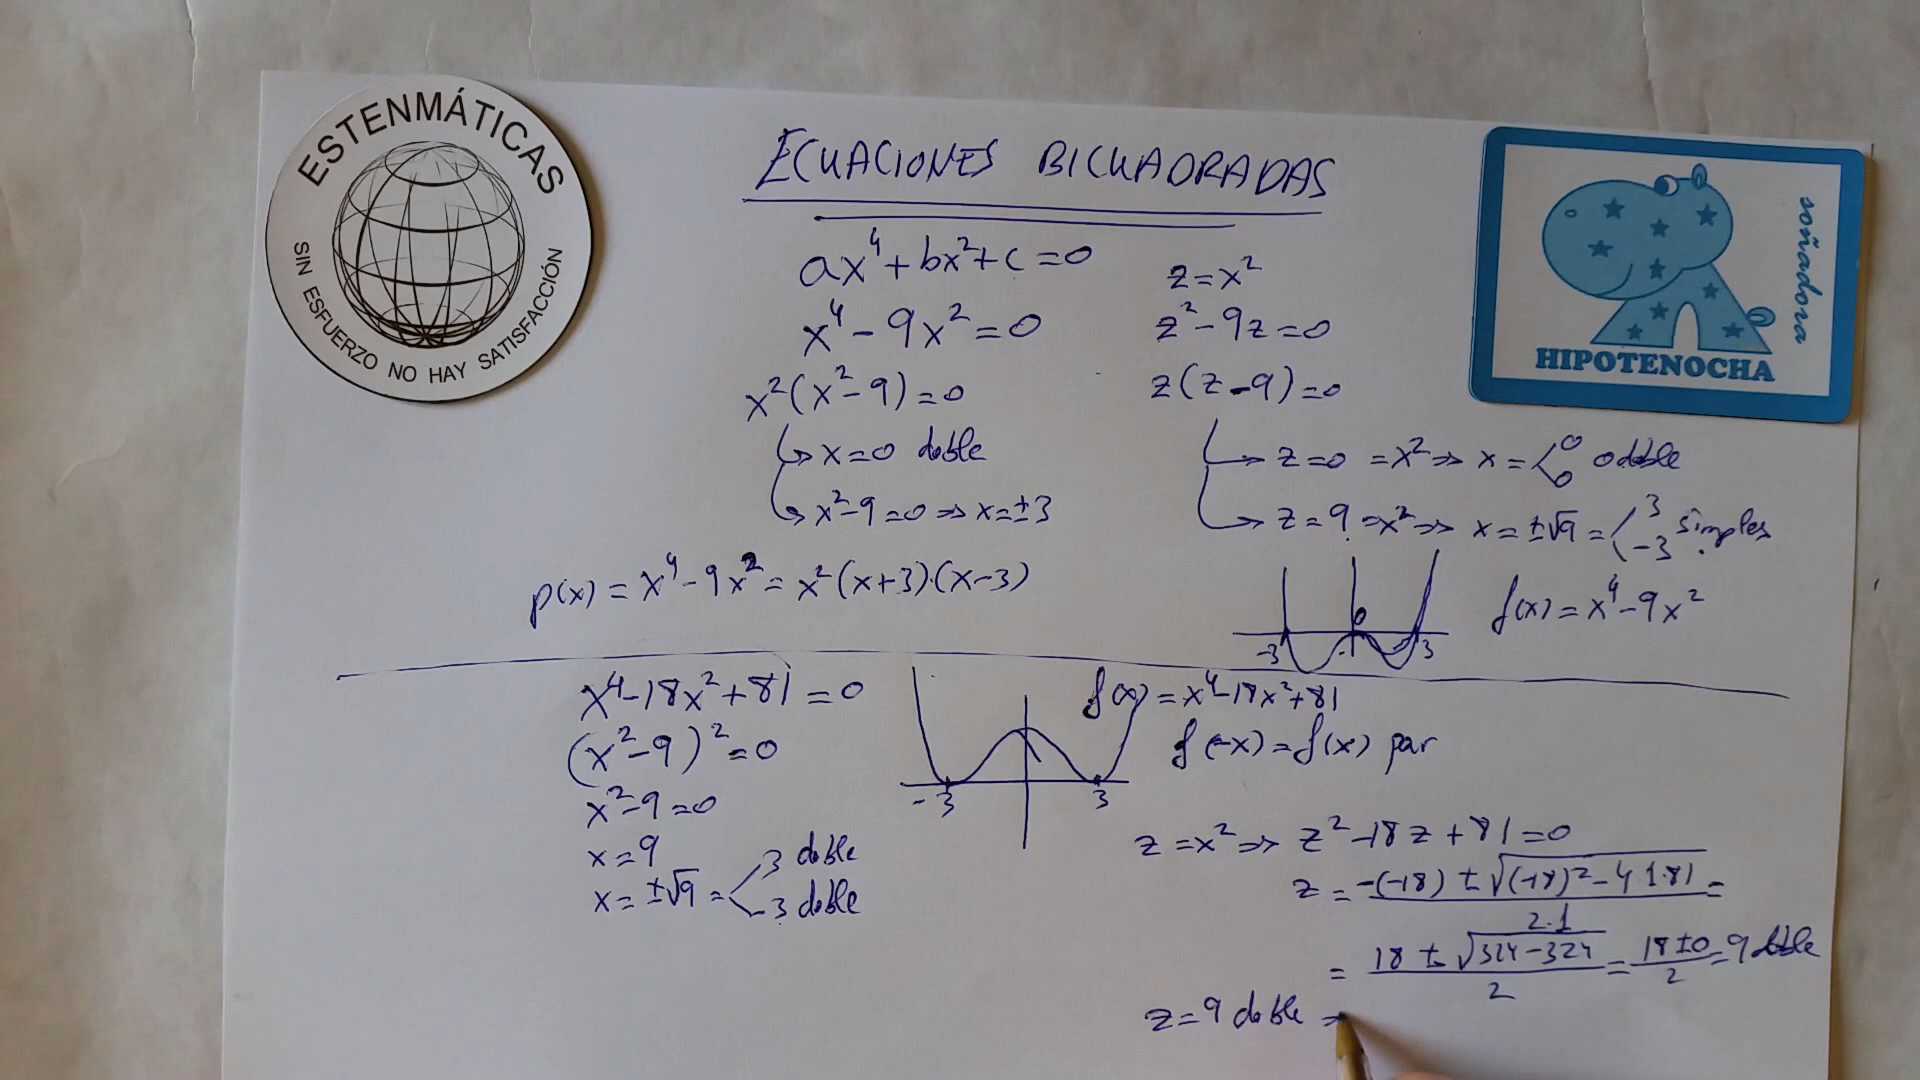 ESTENMÁTICAS
SIN ESFUERZO NO HAY SATISFACCIÓN
ECUACIONES BICUADRADAS
soñadora
HIPOTENOCHA
ax⁴+bx²+c=0
z=x²
x⁴-9x²=0
z²-9z=0
x²(x²-9)=0
z(z-9)=0
↳ x=0 doble
↳ z=0 =x² ⇒ x=<0 0 0 doble
↳ x²-9=0 ⇒ x=±3
↳ z=9=x² ⇒ x=±√9=<3 -3 simples
p(x)=x⁴-9x²=x²(x+3)·(x-3)
-3 0 3
f(x)=x⁴-9x²
x⁴-18x²+81=0
(x²-9)²=0
x²-9=0
x=9
x=±√9=<3 doble
-3 doble
-3 3
f(x)=x⁴-18x²+81
f(-x)=f(x) par
z=x² ⇒ z²-18z+81=0
z=(-(-18)±√((-18)²-4·1·81))/(2·1)=
=(18±√(324-324))/2=(18±0)/2=9 doble
z=9 doble ⇒